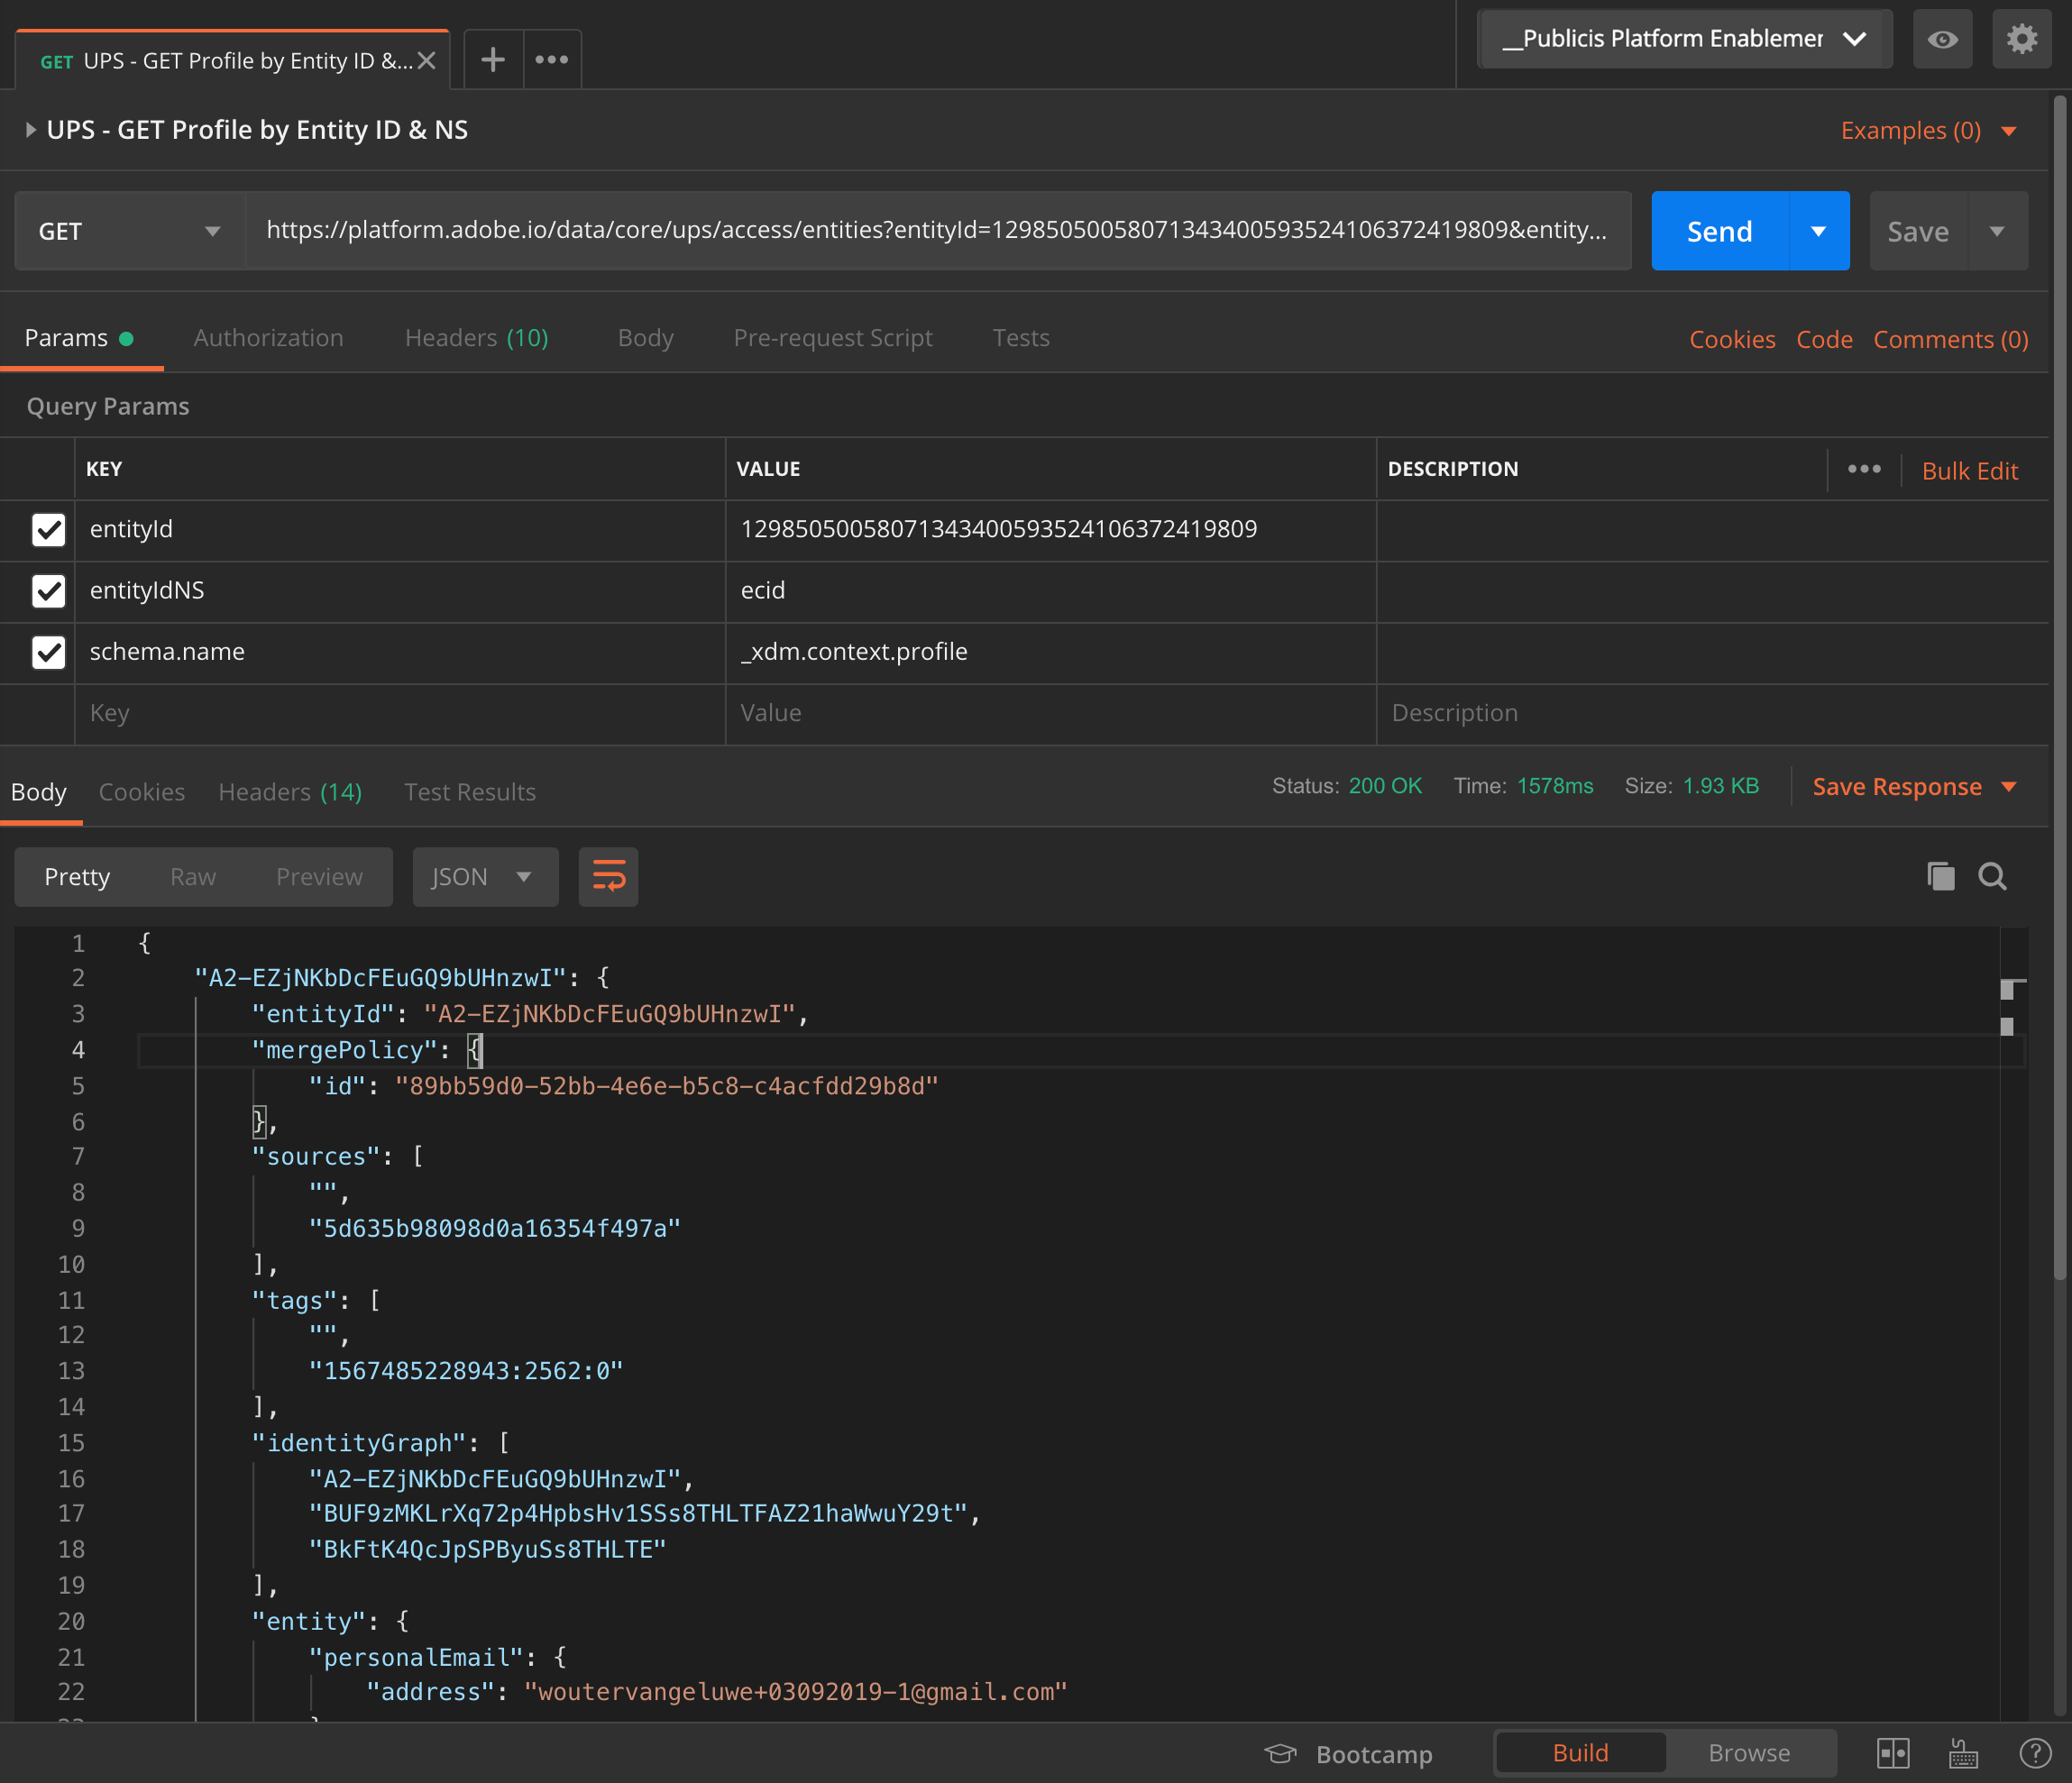 GET UPS - GET Profile by Entity ID &...
__Publicis Platform Enablemer
UPS - GET Profile by Entity ID & NS
Examples (0)
GET
https://platform.adobe.io/data/core/ups/access/entities?entityId=12985050058071343400593524106372419809&entity...
Send
Save
Params
Authorization
Headers (10)
Body
Pre-request Script
Tests
Cookies
Code
Comments (0)
Query Params
KEY VALUE DESCRIPTION
Bulk Edit
entityId 12985050058071343400593524106372419809
entityIdNS ecid
schema.name _xdm.context.profile
Key Value Description
Body
Cookies
Headers (14)
Test Results
Status: 200 OK Time: 1578ms Size: 1.93 KB
Save Response
Pretty Raw Preview
JSON
1 {
2 "A2-EZjNKbDcFEuGQ9bUHnzwI": {
3 "entityId": "A2-EZjNKbDcFEuGQ9bUHnzwI",
4 "mergePolicy": {
5 "id": "89bb59d0-52bb-4e6e-b5c8-c4acfdd29b8d"
6 },
7 "sources": [
8 "",
9 "5d635b98098d0a16354f497a"
10 ],
11 "tags": [
12 "",
13 "1567485228943:2562:0"
14 ],
15 "identityGraph": [
16 "A2-EZjNKbDcFEuGQ9bUHnzwI",
17 "BUF9zMKLrXq72p4HpbsHv1SSs8THLTFAZ21haWwuY29t",
18 "BkFtK4QcJpSPByuSs8THLTE"
19 ],
20 "entity": {
21 "personalEmail": {
22 "address": "woutervangeluwe+03092019-1@gmail.com"
Bootcamp
Build
Browse